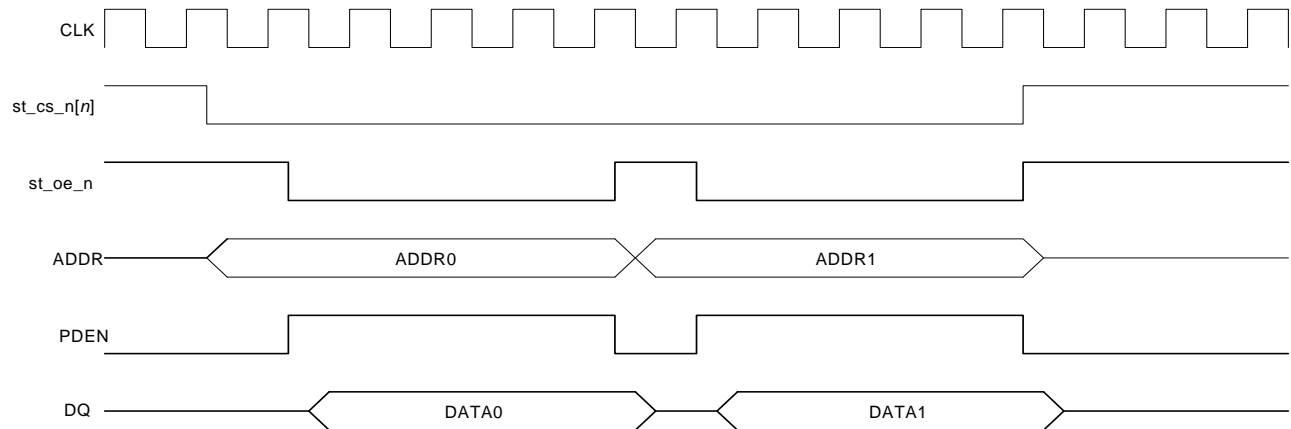 CLK
st_cs_n[n]
st_oe_n
ADDR ADDR0 ADDR1
PDEN
DQ DATA0 DATA1